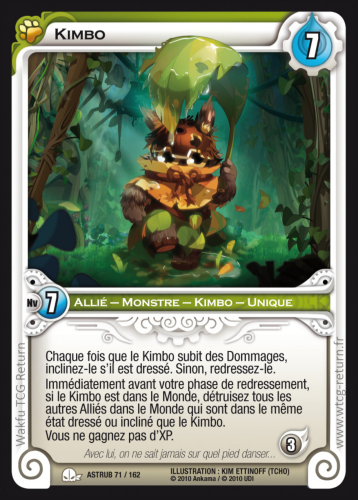 Kimbo
7
Nv 7
Allié – Monstre – Kimbo – Unique
Chaque fois que le Kimbo subit des Dommages,
inclinez-le s'il est dressé. Sinon, redressez-le.
Immédiatement avant votre phase de redressement,
si le Kimbo est dans le Monde, détruisez tous les
autres Alliés dans le Monde qui sont dans le même
état dressé ou incliné que le Kimbo.
Vous ne gagnez pas d'XP.
3
Avec lui, on ne sait jamais sur quel pied danser...
ASTRUB 71 / 162
ILLUSTRATION : KIM ETTINOFF (TCHO)
© 2010 Ankama / © 2010 UDI
Wakfu TCG Return
www.wtcg-return.fr